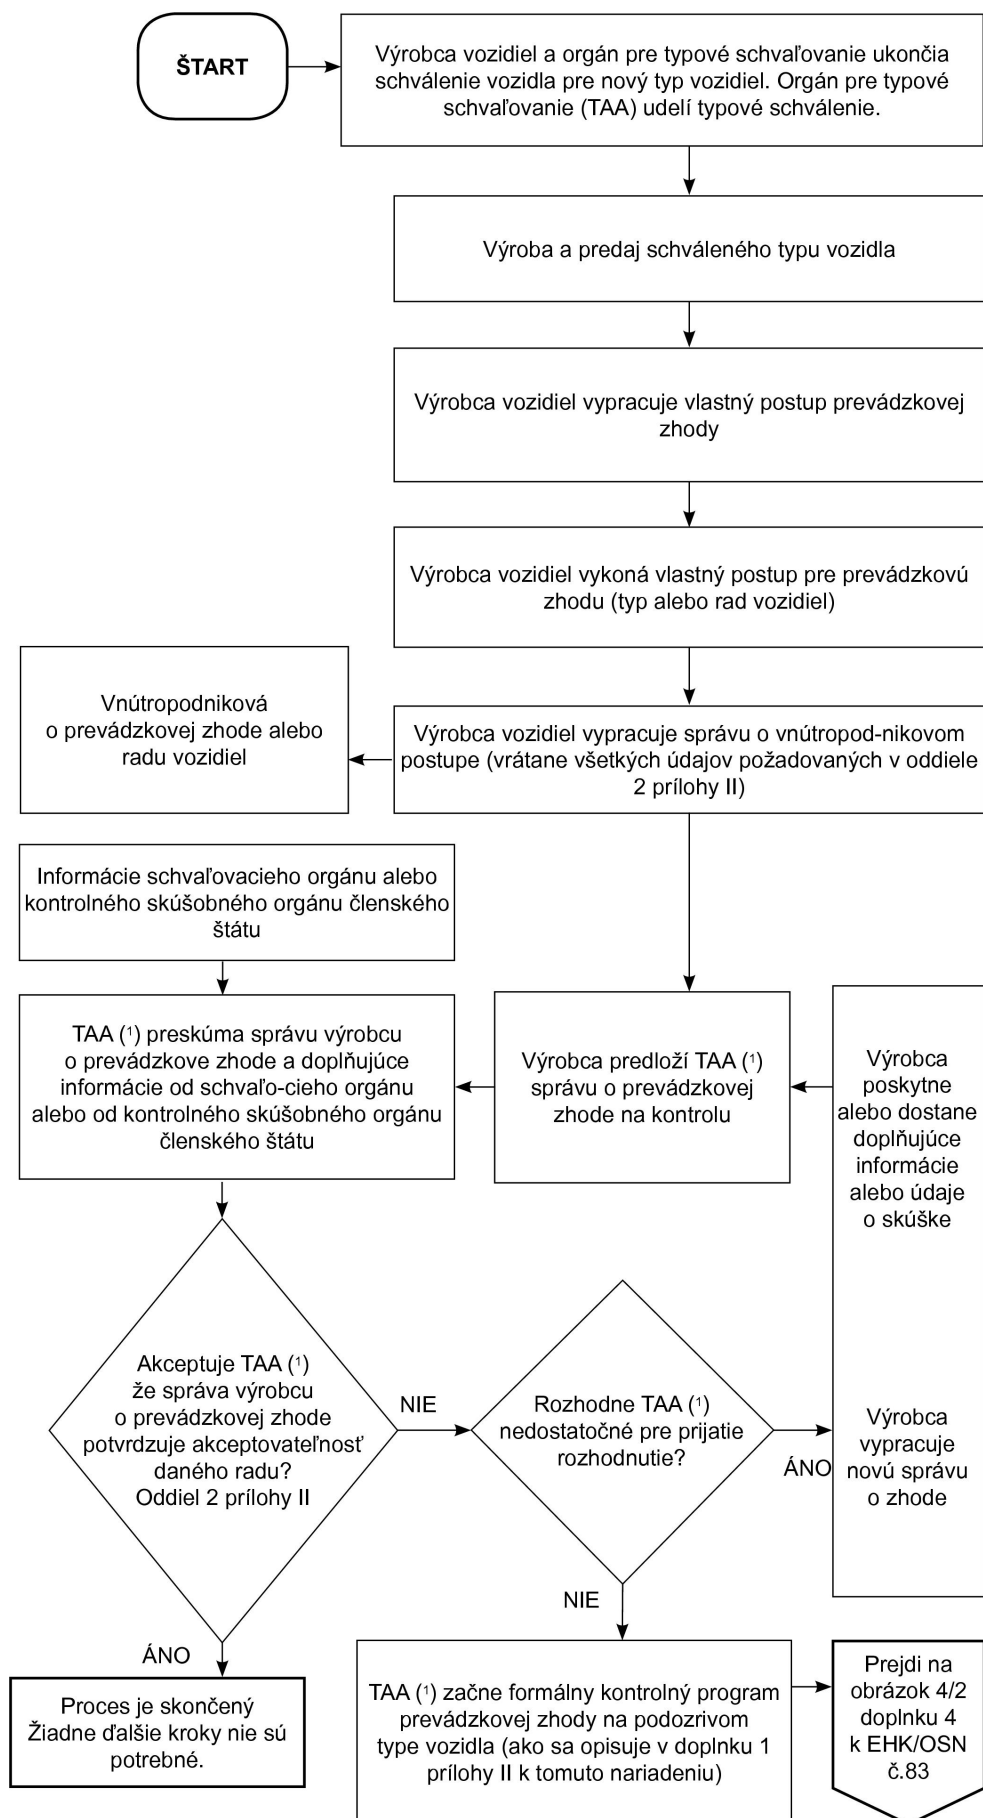 ŠTART
Výrobca vozidiel a orgán pre typové schvaľovanie ukončia
schválenie vozidla pre nový typ vozidiel. Orgán pre typové
schvaľovanie (TAA) udelí typové schválenie.
Výroba a predaj schváleného typu vozidla
Výrobca vozidiel vypracuje vlastný postup prevádzkovej
zhody
Výrobca vozidiel vykoná vlastný postup pre prevádzkovú
zhodu (typ alebo rad vozidiel)
Výrobca vozidiel vypracuje správu o vnútropod-nikovom
postupe (vrátane všetkých údajov požadovaných v oddiele
2 prílohy II)
Vnútropodniková
o prevádzkovej zhode alebo
radu vozidiel
Informácie schvaľovacieho orgánu alebo
kontrolného skúšobného orgánu členského
štátu
TAA (¹) preskúma správu výrobcu
o prevádzkove zhode a doplňujúce
informácie od schvaľo-cieho orgánu
alebo od kontrolného skúšobného orgánu
členského štátu
Výrobca predloží TAA (¹)
správu o prevádzkovej
zhode na kontrolu
Výrobca
poskytne
alebo dostane
doplňujúce
informácie
alebo údaje
o skúške
Výrobca
vypracuje
novú správu
o zhode
Akceptuje TAA (¹)
že správa výrobcu
o prevádzkovej zhode
potvrdzuje akceptovateľnosť
daného radu?
Oddiel 2 prílohy II
NIE
Rozhodne TAA (¹)
nedostatočné pre prijatie
rozhodnutie?
ÁNO
NIE
ÁNO
Proces je skončený
Žiadne ďalšie kroky nie sú
potrebné.
TAA (¹) začne formálny kontrolný program
prevádzkovej zhody na podozrivom
type vozidla (ako sa opisuje v doplnku 1
prílohy II k tomuto nariadeniu)
Prejdi na
obrázok 4/2
doplnku 4
k EHK/OSN
č.83